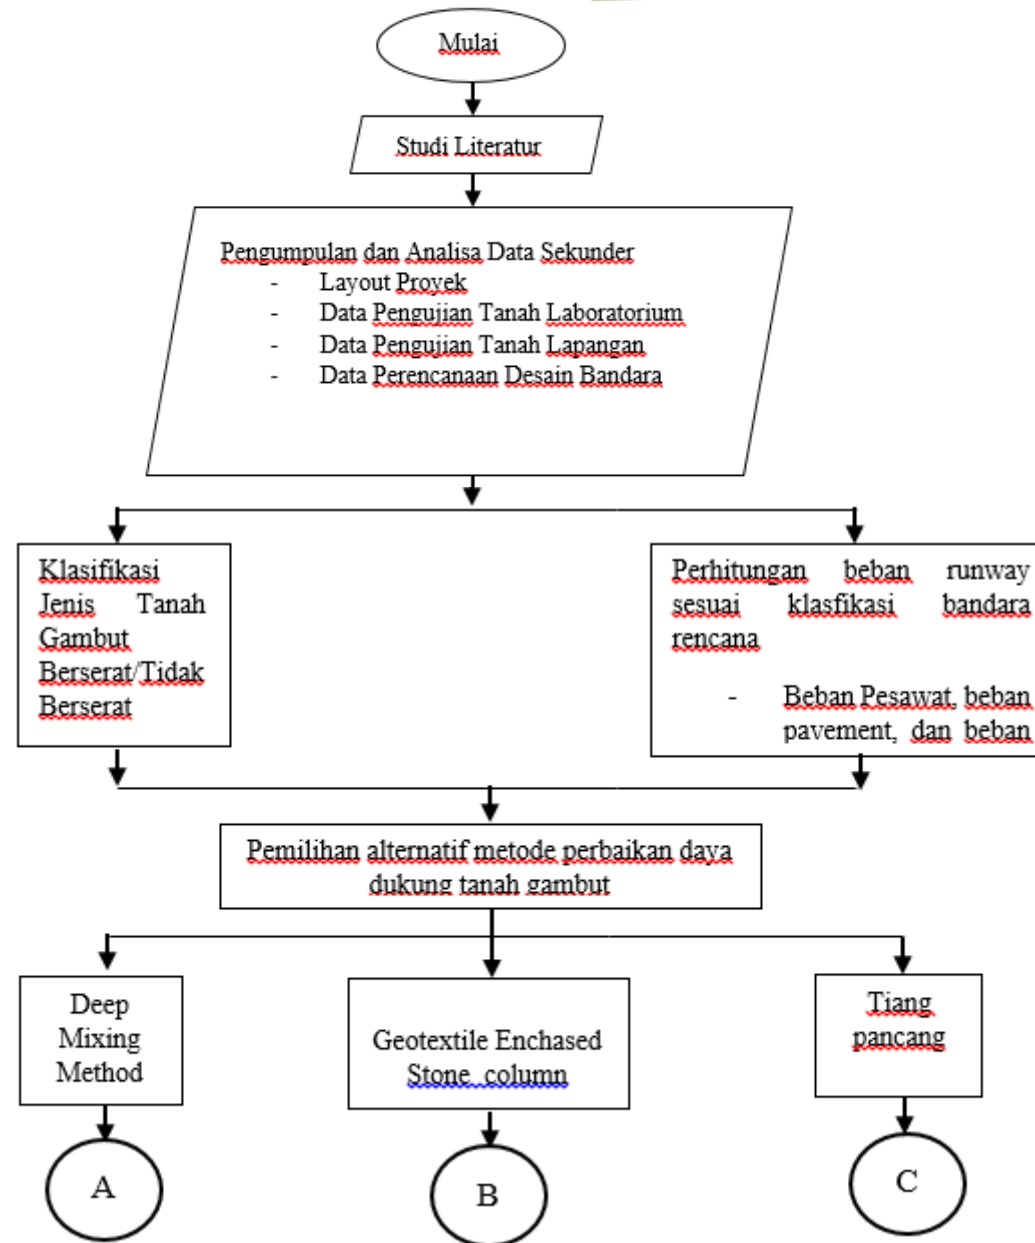 Mulai
Studi Literatur
Pengumpulan dan Analisa Data Sekunder
- Layout Proyek
- Data Pengujian Tanah Laboratorium
- Data Pengujian Tanah Lapangan
- Data Perencanaan Desain Bandara
Klasifikasi
Jenis Tanah
Gambut
Berserat/Tidak
Berserat
Perhitungan beban runway
sesuai klasfikasi bandara
rencana
- Beban Pesawat, beban
pavement, dan beban
Pemilihan alternatif metode perbaikan daya
dukung tanah gambut
Deep
Mixing
Method
Geotextile Enchased
Stone column
Tiang
pancang
A
B
C